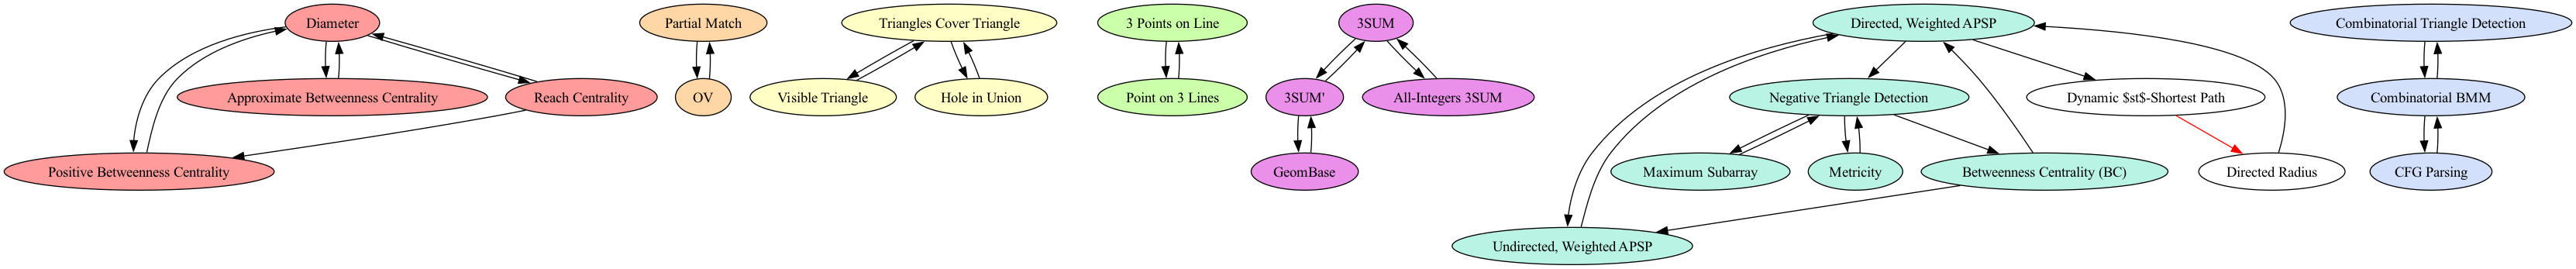 Diameter
Partial Match
Triangles Cover Triangle
3 Points on Line
3SUM
Directed, Weighted APSP
Combinatorial Triangle Detection
Approximate Betweenness Centrality
Reach Centrality
OV
Visible Triangle
Hole in Union
Point on 3 Lines
3SUM'
All-Integers 3SUM
Negative Triangle Detection
Dynamic $st$-Shortest Path
Combinatorial BMM
Positive Betweenness Centrality
GeomBase
Maximum Subarray
Metricity
Betweenness Centrality (BC)
Directed Radius
CFG Parsing
Undirected, Weighted APSP